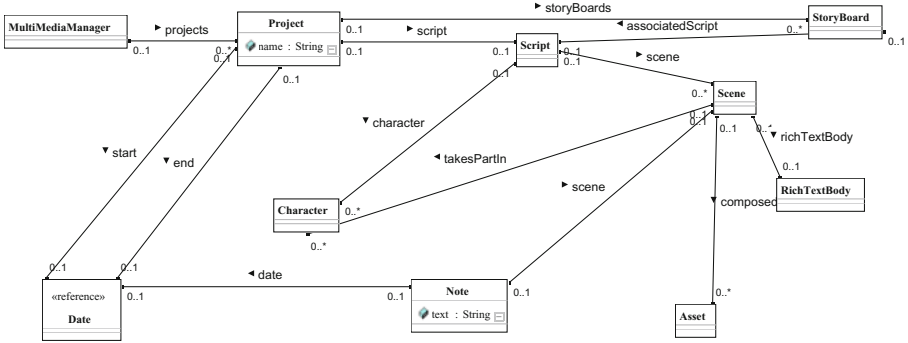 storyBoards
MultiMediaManager
projects
0..1
0..*
0..1
Project
name : String
0..1
0..1
0..1
script
0..1
0..1
associatedScript
0..*
StoryBoard
0..1
Script
0..1
scene
0..*
Scene
0..1
0..1
0..1
0..*
richTextBody
0..1
RichTextBody
character
takesPartIn
scene
start
end
Character
0..*
0..*
composed
0..1
0..1
date
0..1
0..1
0..1
«reference»
Date
Note
text : String
0..*
Asset